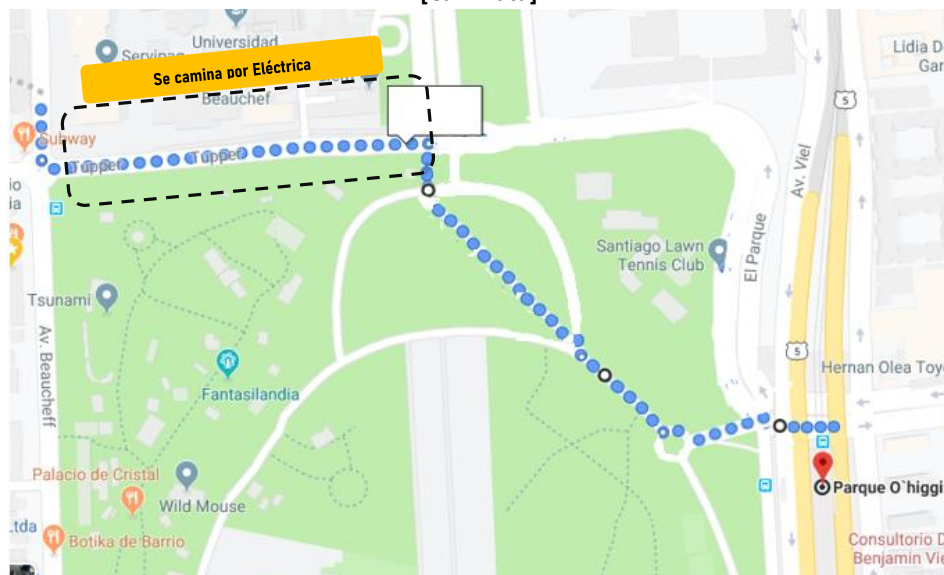 Universidad
Servipag
Se camina por Eléctrica
Beauchef
Subway
Tupper
Tupper
Lidia D
Gar
5
Av. Viel
El Parque
Santiago Lawn
Tennis Club
5
Hernan Olea Toy
Tsunami
Av. Beaucheff
Fantasilandia
Palacio de Cristal
Wild Mouse
Botika de Barrio
Parque O`higgi
Consultorio D
Benjamin Vie